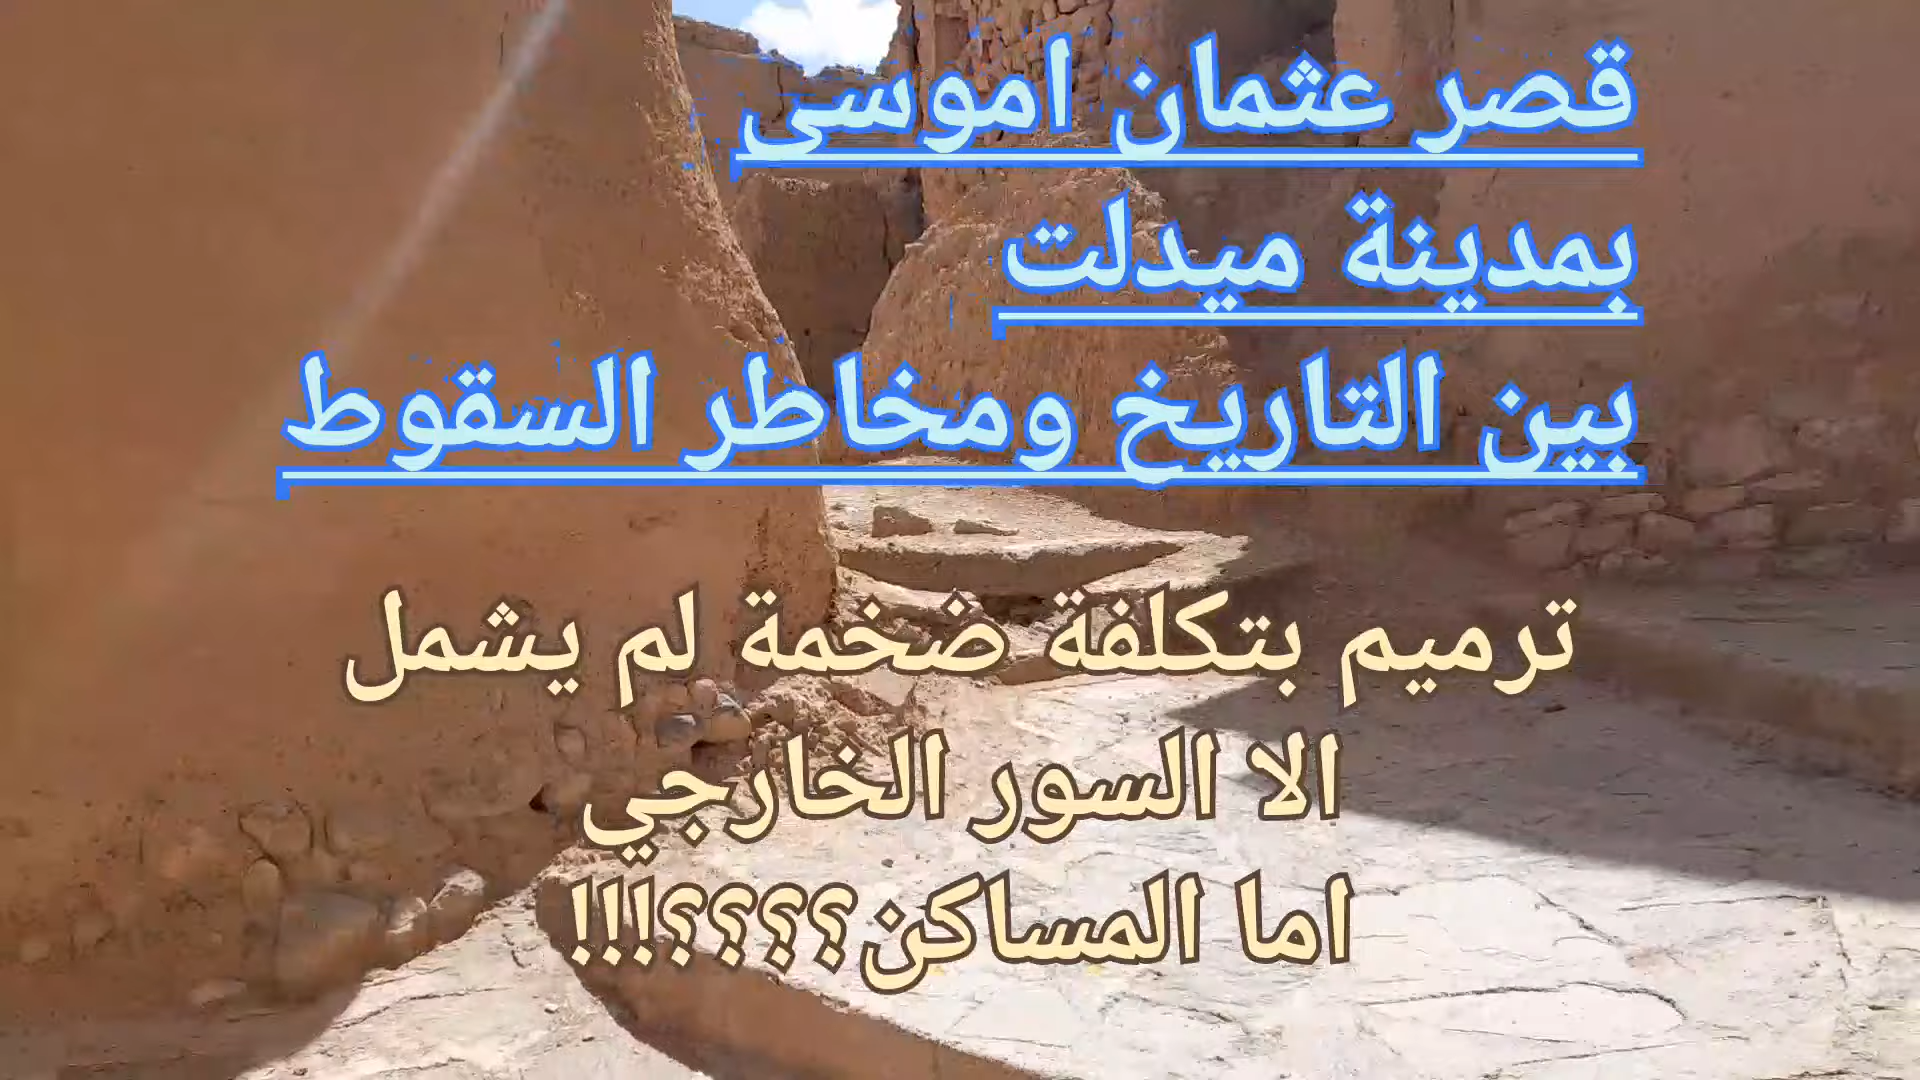 قصر عثمان اموسى
بمدينة ميدلت
بين التاريخ ومخاطر السقوط
ترميم بتكلفة ضخمة لم يشمل
الا السور الخارجي
اما المساكن؟؟؟؟!!!